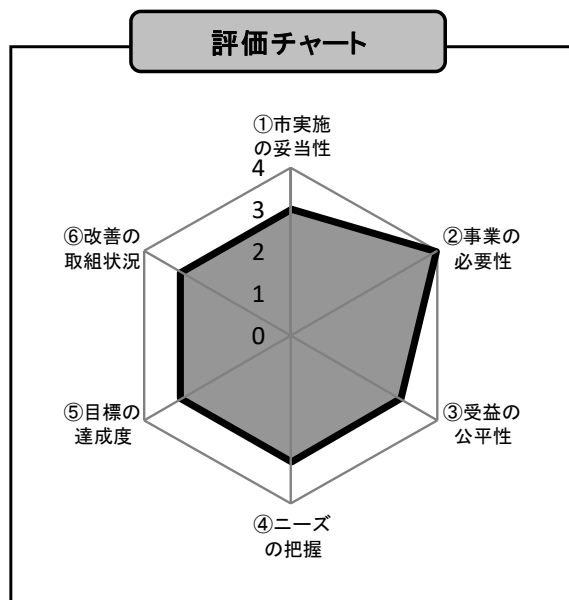 評価チャート
①市実施
の妥当性
4
3
2
1
0
②事業の
必要性
③受益の
公平性
④ニーズ
の把握
⑤目標の
達成度
⑥改善の
取組状況